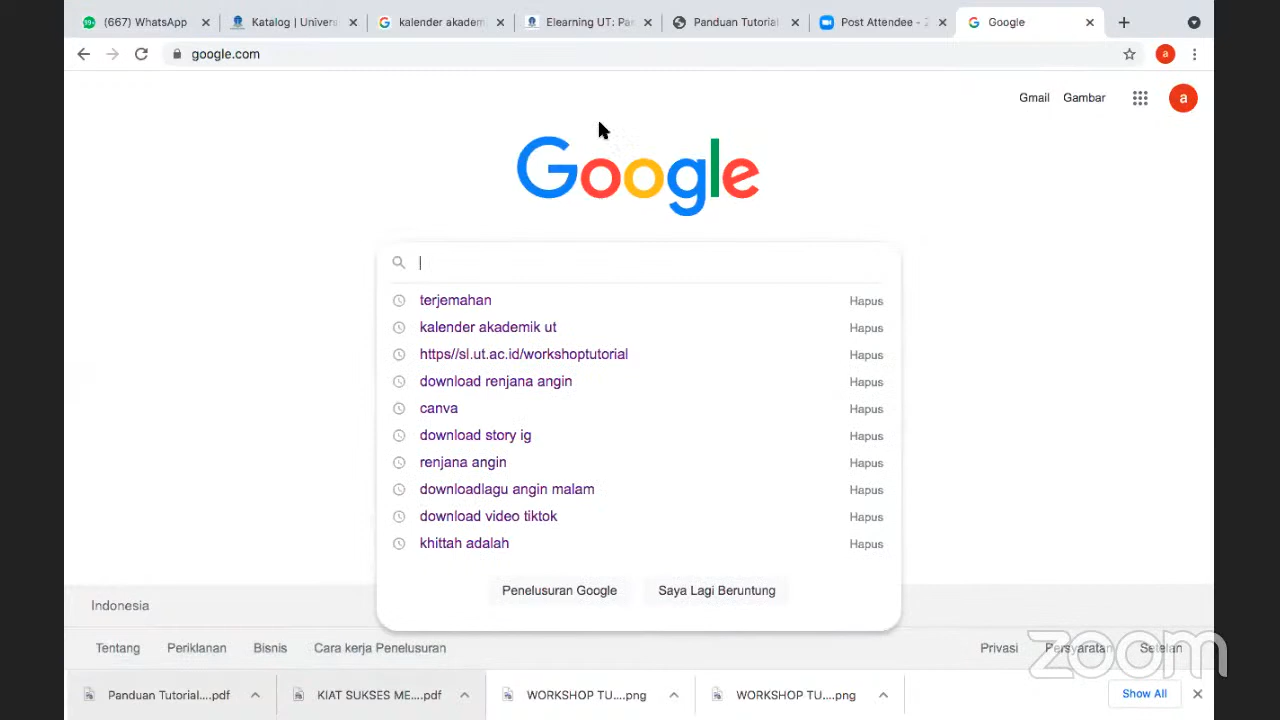 99+ (667) WhatsApp
Katalog | Univers
kalender akadem
Elearning UT: Pa
Panduan Tutorial
Post Attendee -
Google
google.com
a
Gmail Gambar
a
Google
terjemahan Hapus
kalender akademik ut Hapus
https//sl.ut.ac.id/workshoptutorial Hapus
download renjana angin Hapus
canva Hapus
download story ig Hapus
renjana angin Hapus
downloadlagu angin malam Hapus
download video tiktok Hapus
khittah adalah Hapus
Penelusuran Google Saya Lagi Beruntung
Indonesia
Tentang Periklanan Bisnis Cara kerja Penelusuran Privasi Persyaratan Setelan
zoom
Panduan Tutorial....pdf KIAT SUKSES ME....pdf WORKSHOP TU....png WORKSHOP TU....png Show All